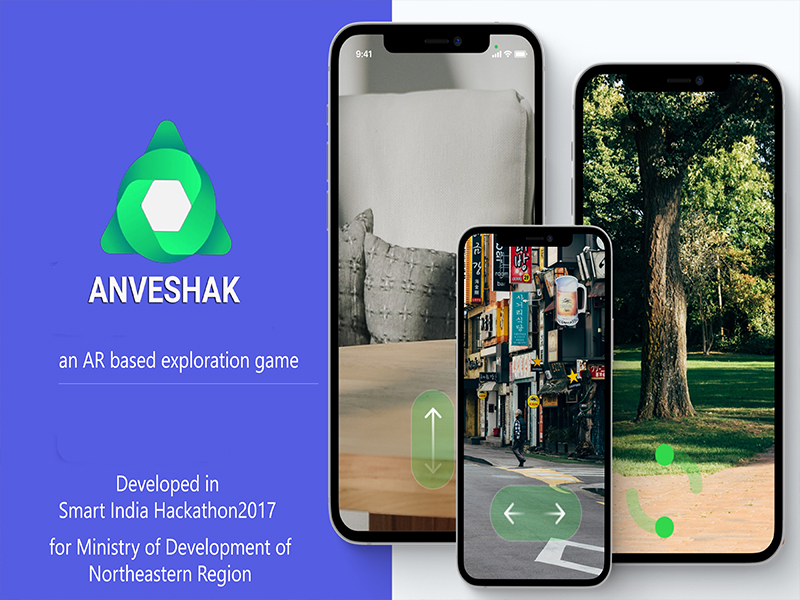 ANVESHAK
an AR based exploration game
Developed in
Smart India Hackathon2017
for Ministry of Development of
Northeastern Region
9:41